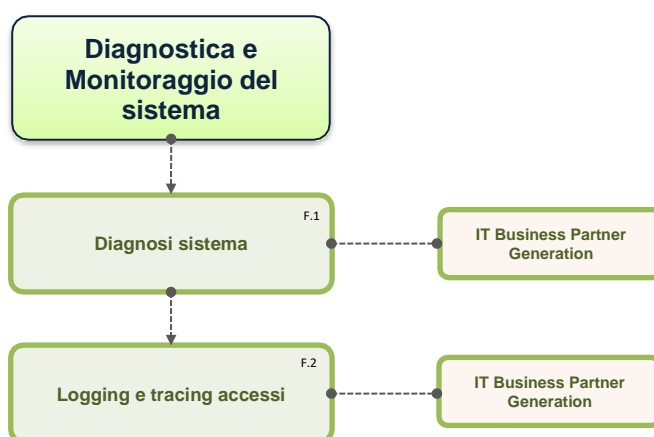 Diagnostica e
Monitoraggio del
sistema
F.1
Diagnosi sistema
IT Business Partner
Generation
F.2
Logging e tracing accessi
IT Business Partner
Generation